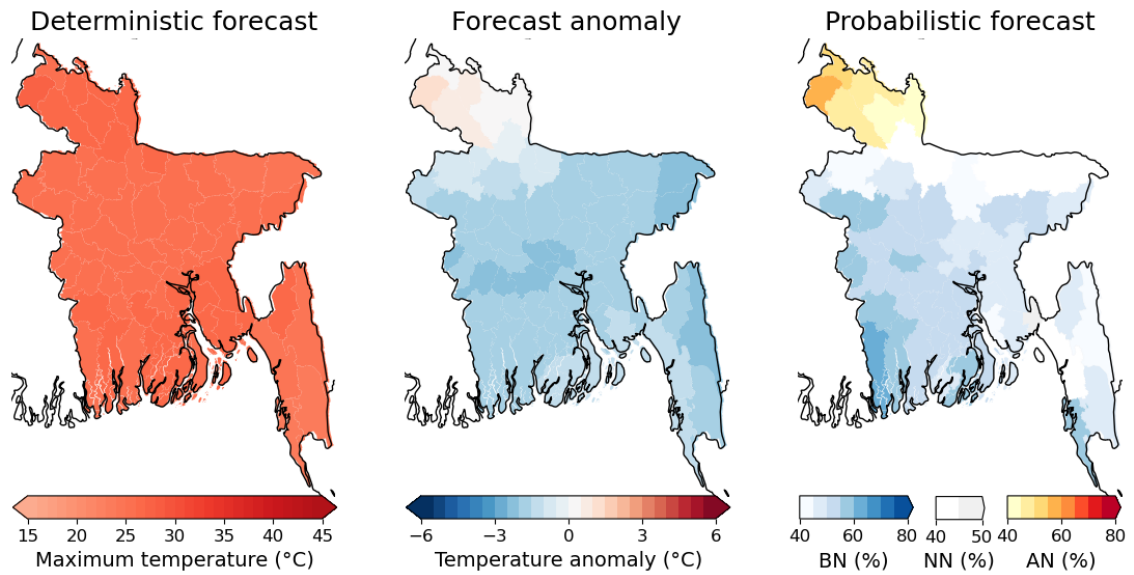 Deterministic forecast
Forecast anomaly
Probabilistic forecast
15 20 25 30 35 40 45
Maximum temperature (°C)
−6 −3 0 3 6
Temperature anomaly (°C)
40 80
BN (%)
40 50
NN (%)
40 60 80
AN (%)